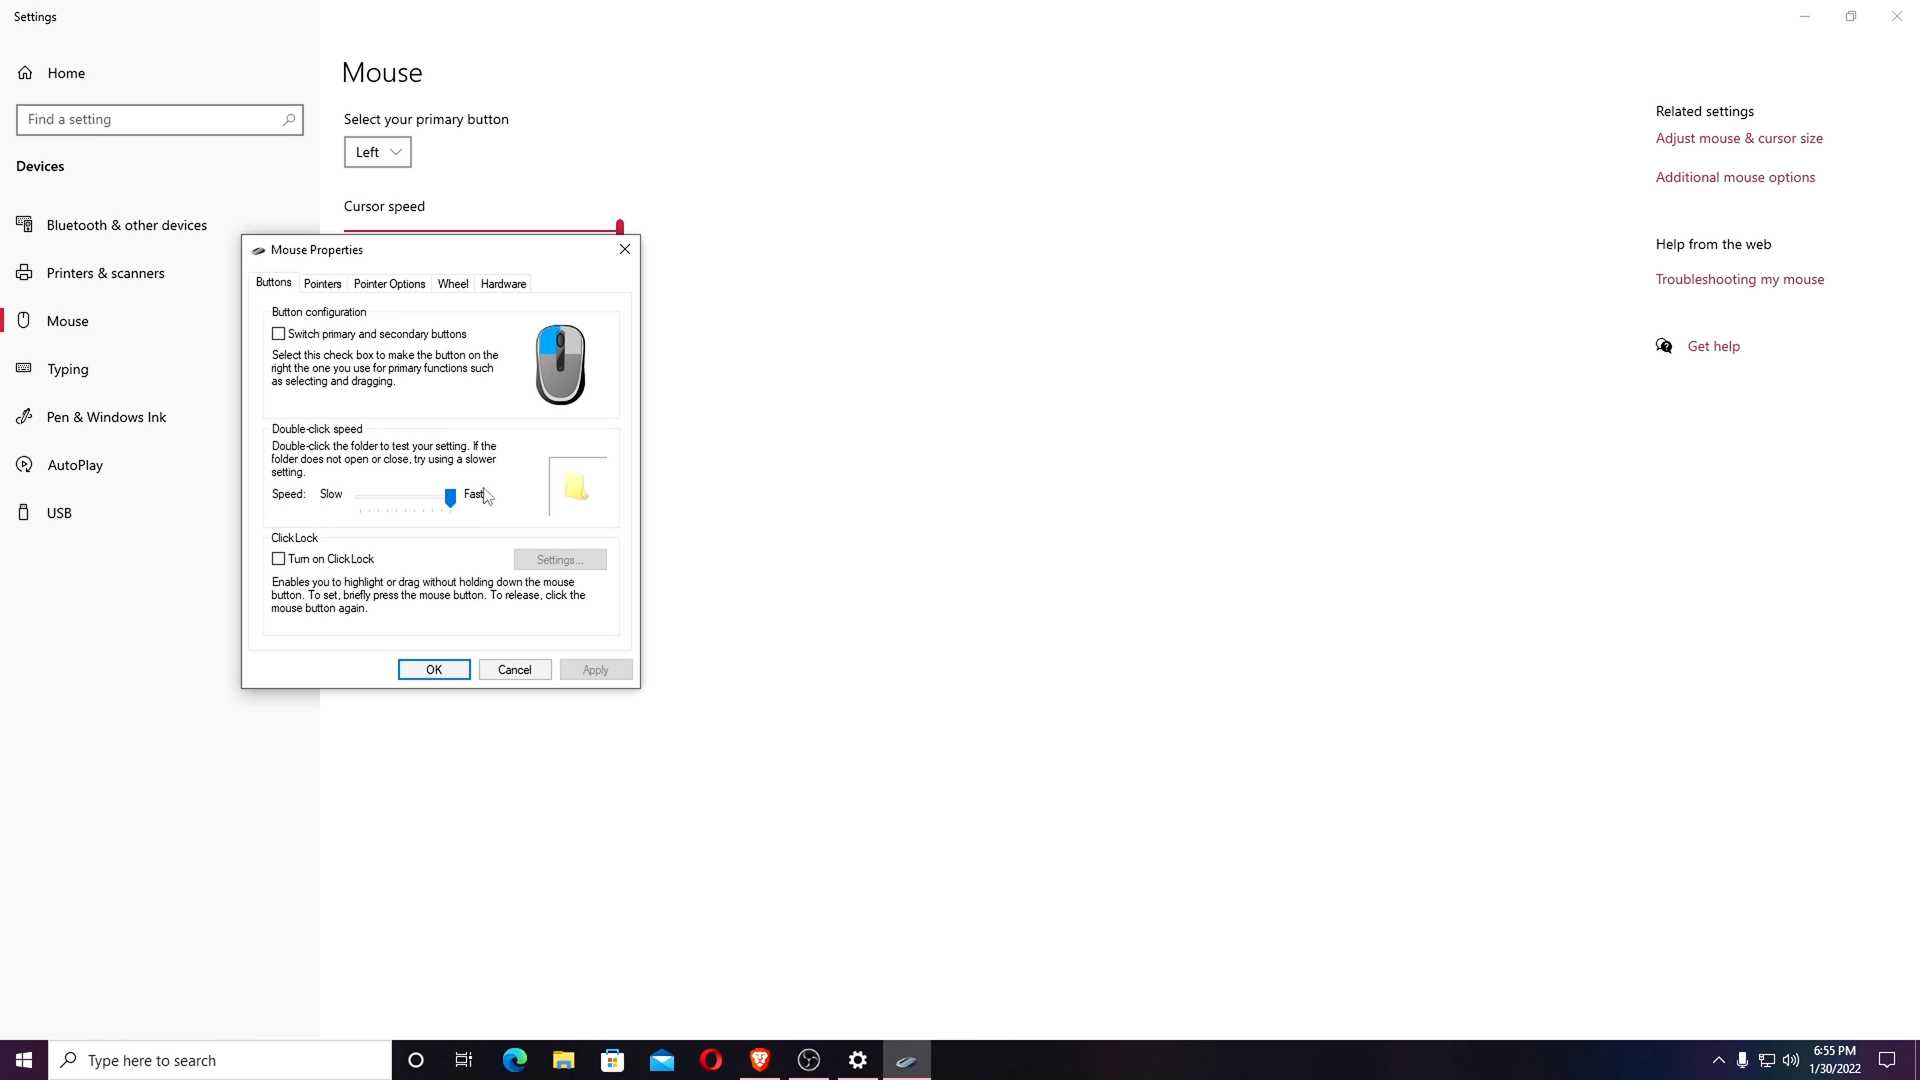 Settings
Home
Find a setting
Devices
Bluetooth & other devices
Printers & scanners
Mouse
Typing
Pen & Windows Ink
AutoPlay
USB
Mouse
Select your primary button
Left
Cursor speed
Mouse Properties
Buttons Pointers Pointer Options Wheel Hardware
Button configuration
Switch primary and secondary buttons
Select this check box to make the button on the
right the one you use for primary functions such
as selecting and dragging.
Double-click speed
Double-click the folder to test your setting. If the
folder does not open or close, try using a slower
setting.
Speed: Slow Fast
ClickLock
Turn on ClickLock
Settings...
Enables you to highlight or drag without holding down the mouse
button. To set, briefly press the mouse button. To release, click the
mouse button again.
OK Cancel Apply
Related settings
Adjust mouse & cursor size
Additional mouse options
Help from the web
Troubleshooting my mouse
Get help
Type here to search
6:55 PM
1/30/2022